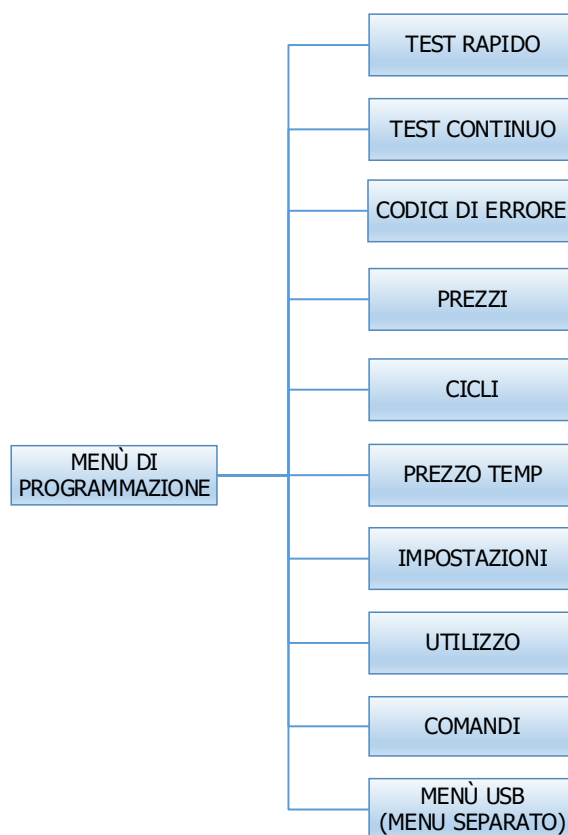 TEST RAPIDO
TEST CONTINUO
CODICI DI ERRORE
PREZZI
CICLI
MENÙ DI
PROGRAMMAZIONE
PREZZO TEMP
IMPOSTAZIONI
UTILIZZO
COMANDI
MENÙ USB
(MENU SEPARATO)